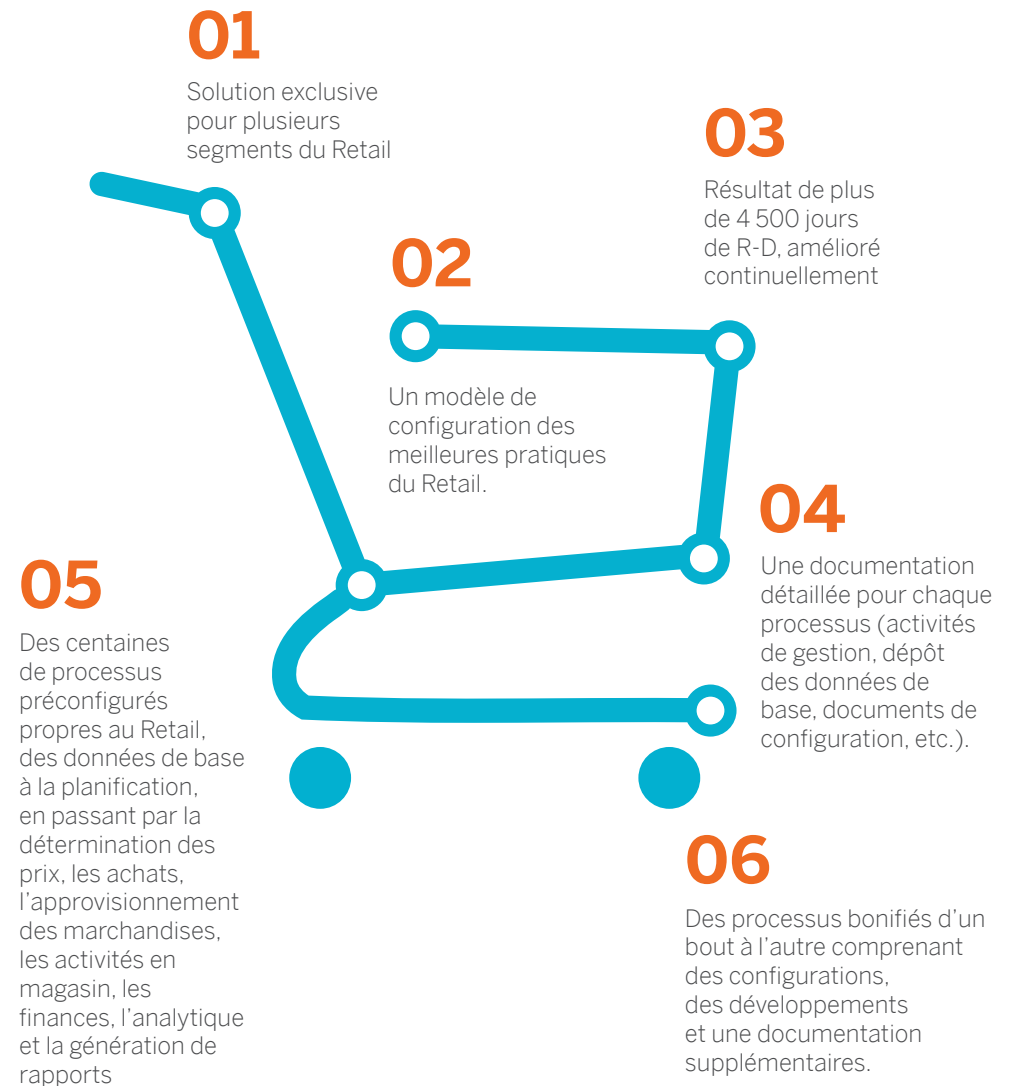 01
Solution exclusive
pour plusieurs
segments du Retail
02
Un modèle de
configuration des
meilleures pratiques
du Retail.
03
Résultat de plus
de 4 500 jours
de R-D, amélioré
continuellement
04
Une documentation
détaillée pour chaque
processus (activités
de gestion, dépôt
des données de
base, documents de
configuration, etc.).
05
Des centaines
de processus
préconfigurés
propres au Retail,
des données de base
à la planification,
en passant par la
détermination des
prix, les achats,
l’approvisionnement
des marchandises,
les activités en
magasin, les
finances, l’analytique
et la génération de
rapports
06
Des processus bonifiés d’un
bout à l’autre comprenant
des configurations,
des développements
et une documentation
supplémentaires.